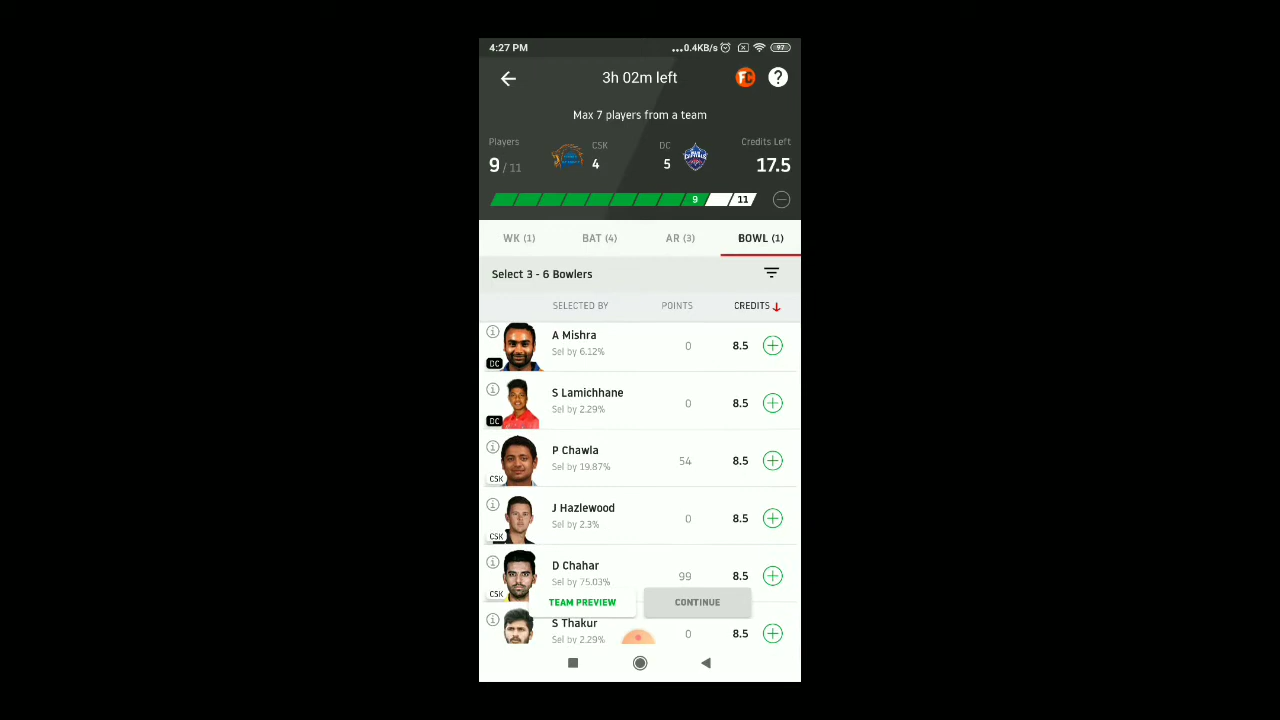 4:27 PM
...0.4KB/s
97
3h 02m left
FC
?
Max 7 players from a team
Players
CSK
DC
Credits Left
9 / 11
4
5
17.5
9
11
WK (1)
BAT (4)
AR (3)
BOWL (1)
Select 3 - 6 Bowlers
SELECTED BY
POINTS
CREDITS
A Mishra
Sel by 6.12%
0
8.5
DC
S Lamichhane
Sel by 2.29%
0
8.5
DC
P Chawla
Sel by 19.87%
54
8.5
CSK
J Hazlewood
Sel by 2.3%
0
8.5
CSK
D Chahar
Sel by 75.03%
99
8.5
CSK
TEAM PREVIEW
CONTINUE
S Thakur
Sel by 2.29%
0
8.5